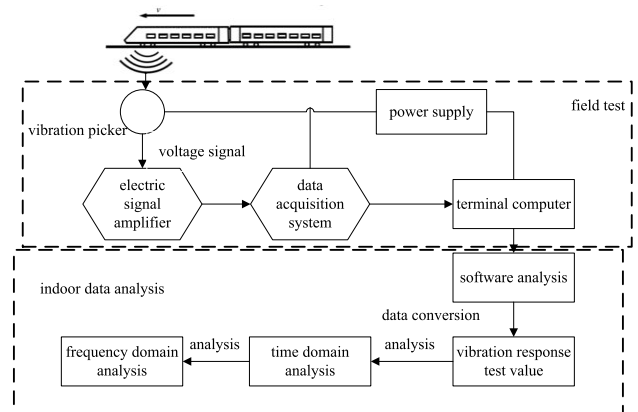 v
power supply
field test
vibration picker
voltage signal
electric
signal
amplifier
data
acquisition
system
terminal computer
software analysis
indoor data analysis
data conversion
frequency domain
analysis
analysis
time domain
analysis
analysis
vibration response
test value